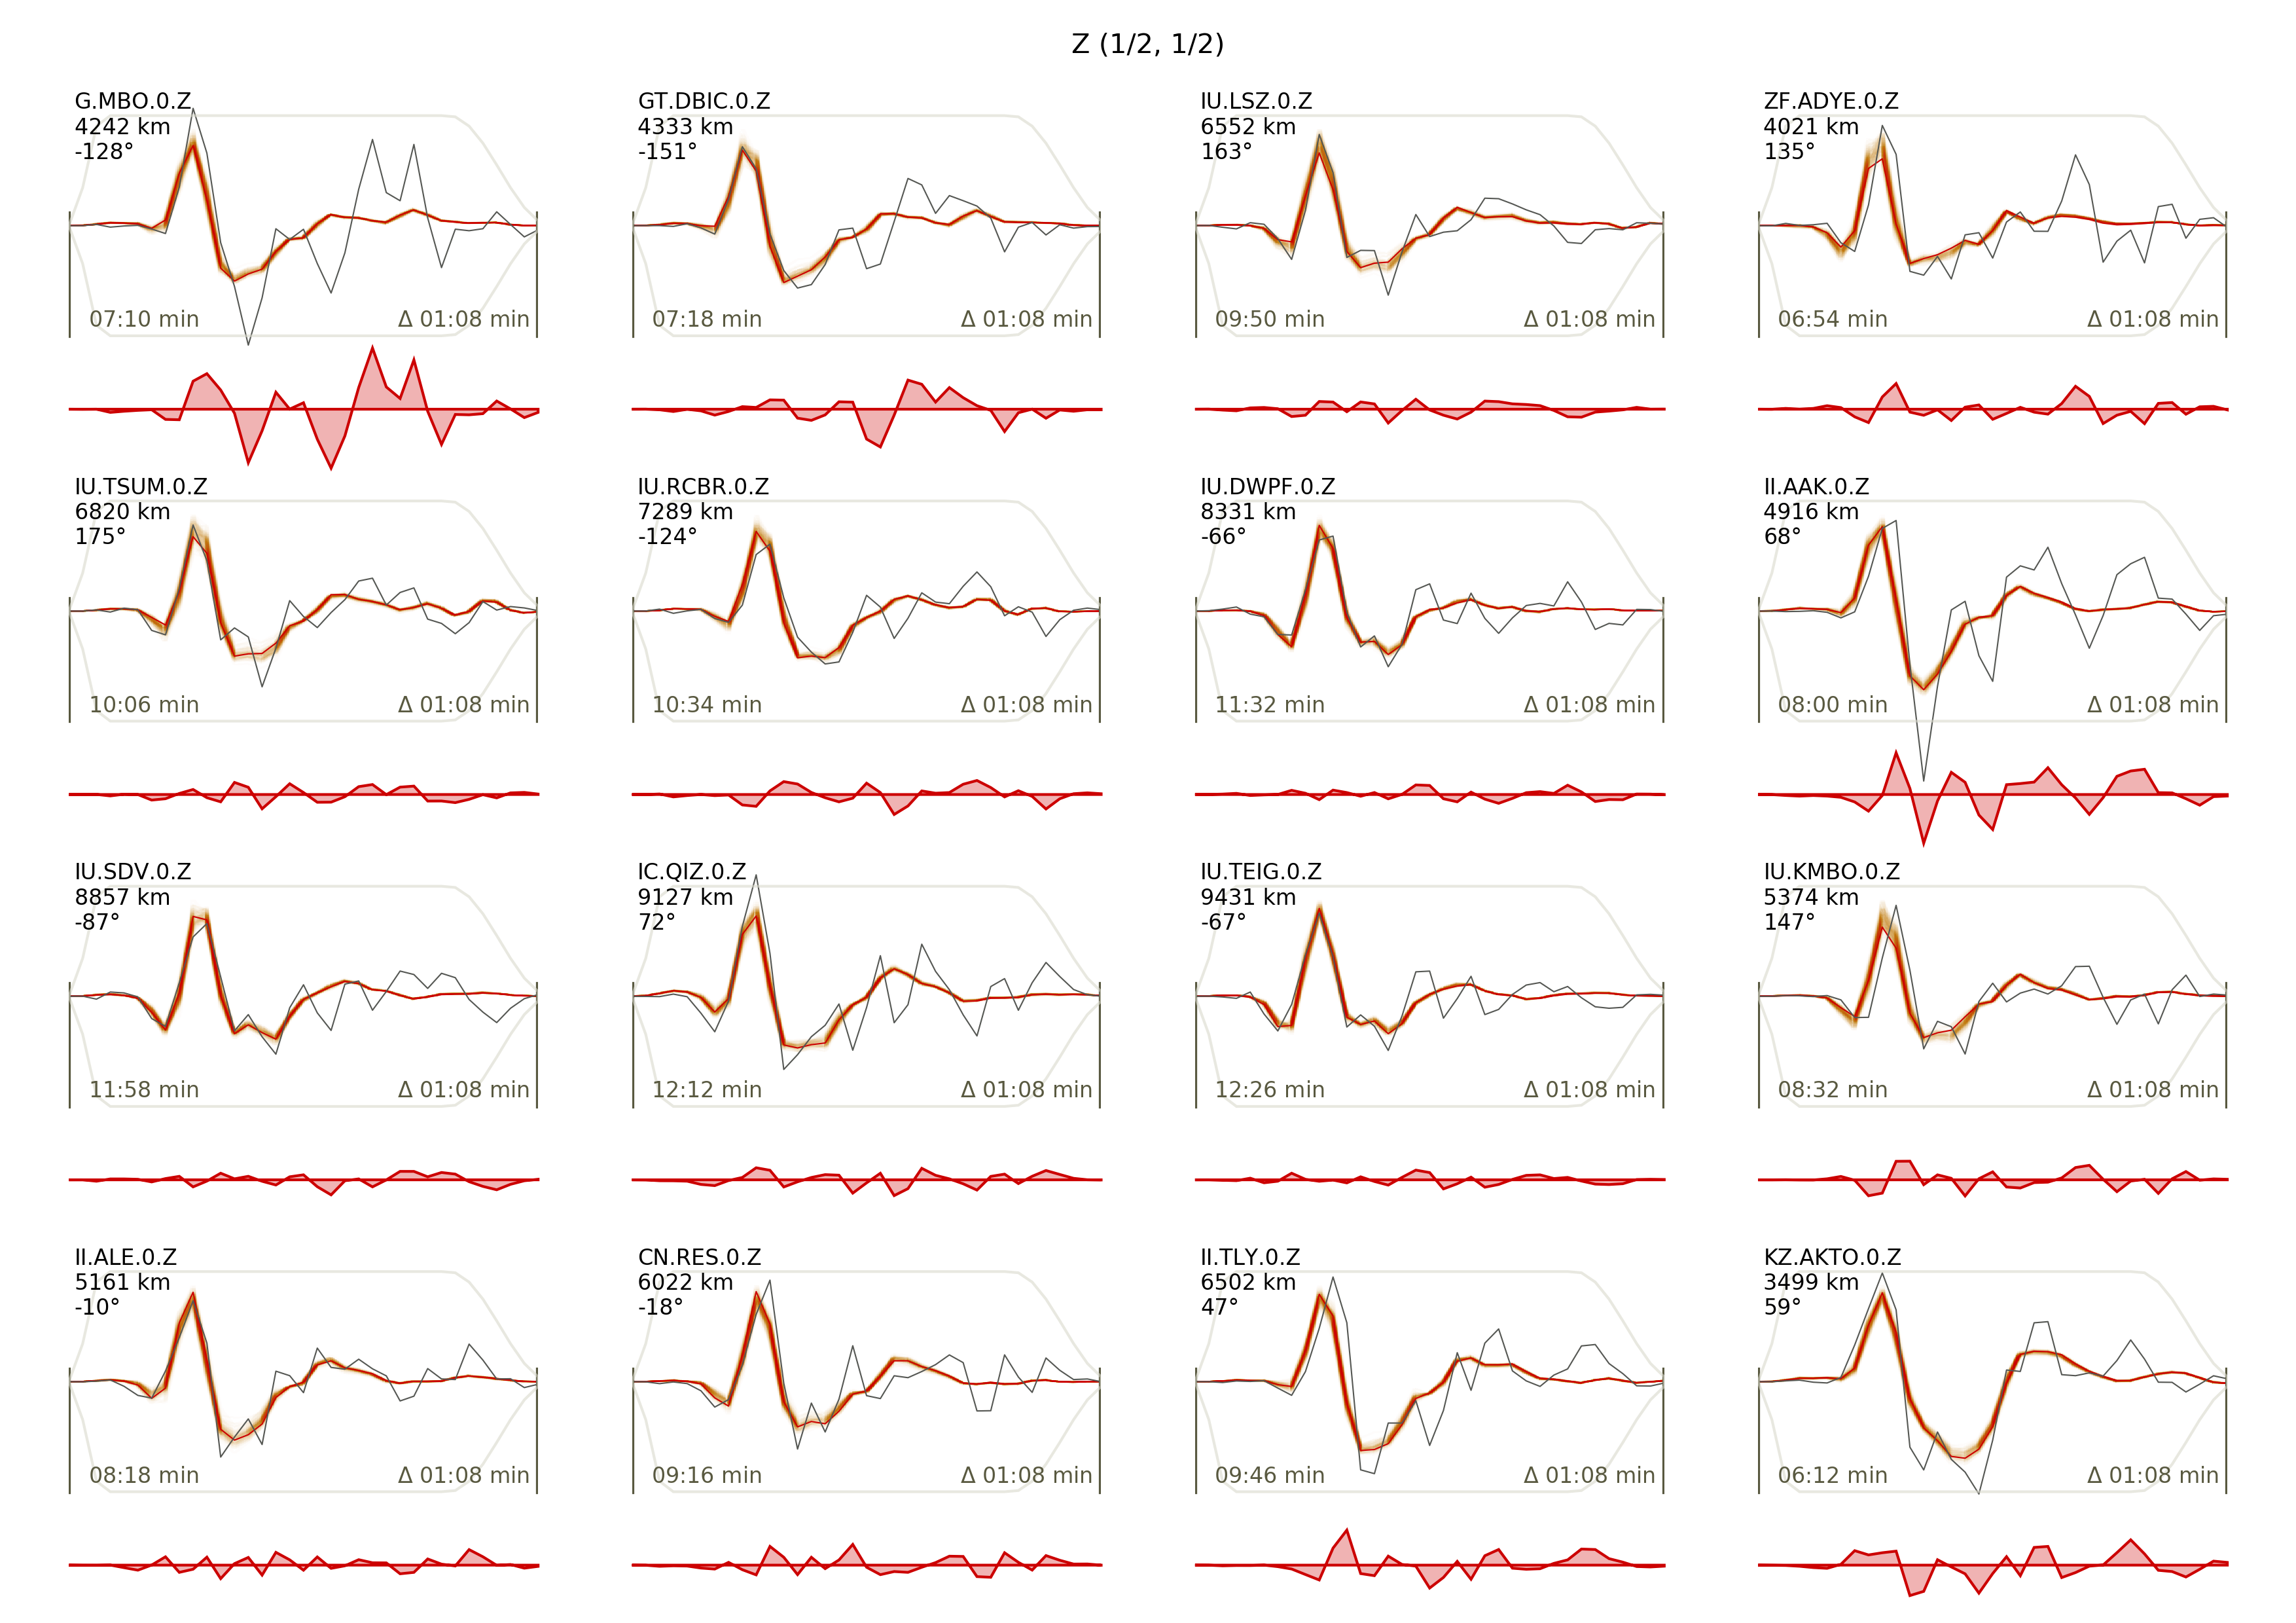 Z (1/2, 1/2)
G.MBO.0.Z
4242 km
-128°
07:10 min
Δ 01:08 min
GT.DBIC.0.Z
4333 km
-151°
07:18 min
Δ 01:08 min
IU.LSZ.0.Z
6552 km
163°
09:50 min
Δ 01:08 min
ZF.ADYE.0.Z
4021 km
135°
06:54 min
Δ 01:08 min
IU.TSUM.0.Z
6820 km
175°
10:06 min
Δ 01:08 min
IU.RCBR.0.Z
7289 km
-124°
10:34 min
Δ 01:08 min
IU.DWPF.0.Z
8331 km
-66°
11:32 min
Δ 01:08 min
II.AAK.0.Z
4916 km
68°
08:00 min
Δ 01:08 min
IU.SDV.0.Z
8857 km
-87°
11:58 min
Δ 01:08 min
IC.QIZ.0.Z
9127 km
72°
12:12 min
Δ 01:08 min
IU.TEIG.0.Z
9431 km
-67°
12:26 min
Δ 01:08 min
IU.KMBO.0.Z
5374 km
147°
08:32 min
Δ 01:08 min
II.ALE.0.Z
5161 km
-10°
08:18 min
Δ 01:08 min
CN.RES.0.Z
6022 km
-18°
09:16 min
Δ 01:08 min
II.TLY.0.Z
6502 km
47°
09:46 min
Δ 01:08 min
KZ.AKTO.0.Z
3499 km
59°
06:12 min
Δ 01:08 min